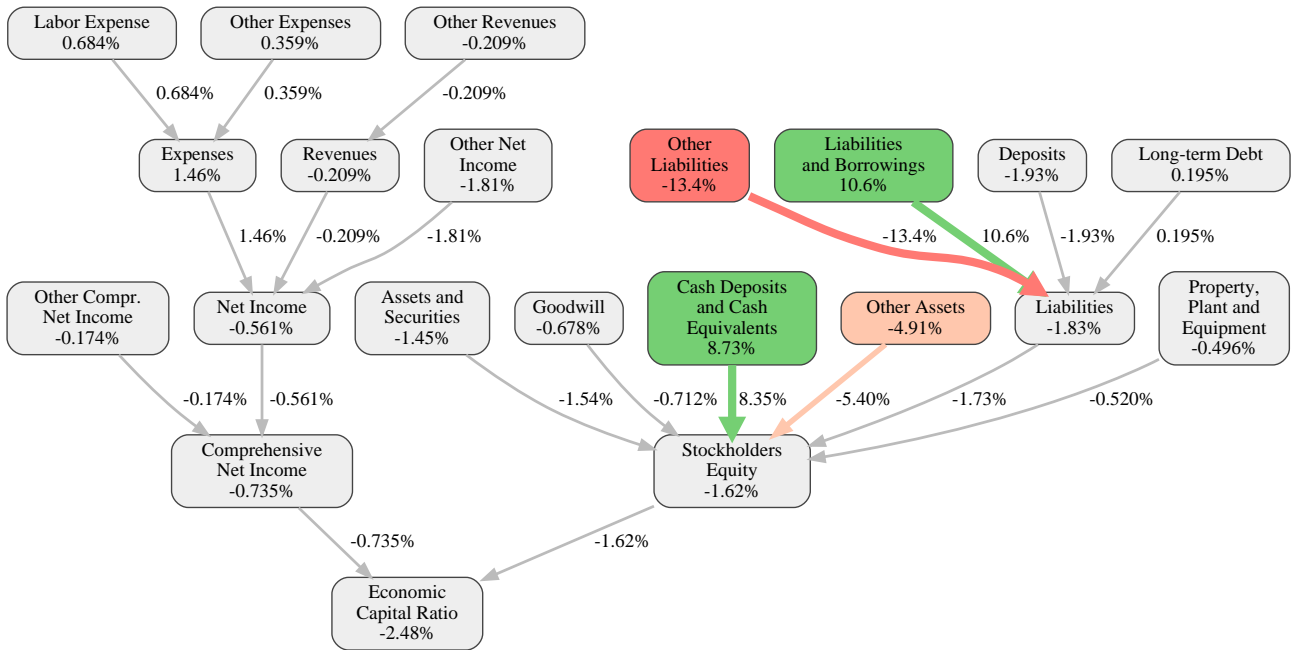 Labor Expense
0.684%
Other Expenses
0.359%
Other Revenues
-0.209%
0.684%
0.359%
-0.209%
Expenses
1.46%
Revenues
-0.209%
Other Net
Income
-1.81%
Other
Liabilities
-13.4%
Liabilities
and Borrowings
10.6%
Deposits
-1.93%
Long-term Debt
0.195%
1.46%
-0.209%
-1.81%
-13.4%
10.6%
-1.93%
0.195%
Other Compr.
Net Income
-0.174%
Net Income
-0.561%
Assets and
Securities
-1.45%
Goodwill
-0.678%
Cash Deposits
and Cash
Equivalents
8.73%
Other Assets
-4.91%
Liabilities
-1.83%
Property,
Plant and
Equipment
-0.496%
-0.174%
-0.561%
-1.54%
-0.712%
8.35%
-5.40%
-1.73%
-0.520%
Comprehensive
Net Income
-0.735%
Stockholders
Equity
-1.62%
-0.735%
-1.62%
Economic
Capital Ratio
-2.48%